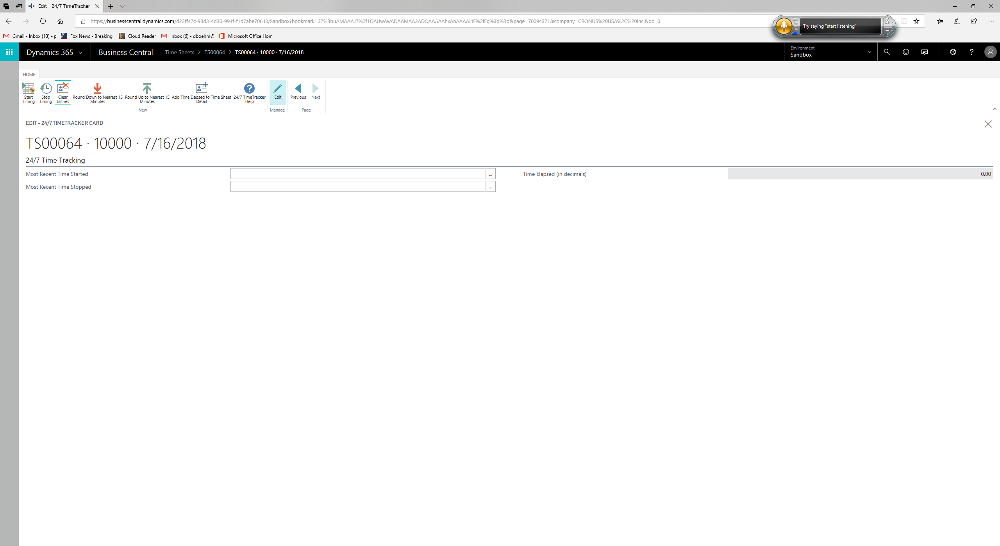 Edit - 24/7 TimeTracker
https://businesscentral.dynamics.com/d23ff47c-93d3-4d30-994f-f1d7abe70643/Sandbox?bookmark=37%3buAMAAAJ7%2f1QAUwAwADAAMAA2ADQAAAAAhxAnAAAALtF%2fFg%3d%3d&page=70094371&company=CRONUS%20USA%2C%20Inc.&dc=0
Try saying "start listening"
Gmail - Inbox (13) - p Fox News - Breaking Cloud Reader Inbox (6) - dboehm@ Microsoft Office Hom
Dynamics 365 Business Central Time Sheets > TS00064 > TS00064 · 10000 · 7/16/2018
Environment
Sandbox
HOME
Start Timing
Stop Timing
Clear Entries
Round Down to Nearest 15 Minutes
Round Up to Nearest 15 Minutes
Add Time Elapsed to Time Sheet Detail
24/7 TimeTracker Help
Edit
Previous
Next
New
Manage
Page
EDIT - 24/7 TIMETRACKER CARD
TS00064 · 10000 · 7/16/2018
24/7 Time Tracking
Most Recent Time Started ...
Time Elapsed (in decimals) 0.00
Most Recent Time Stopped ...